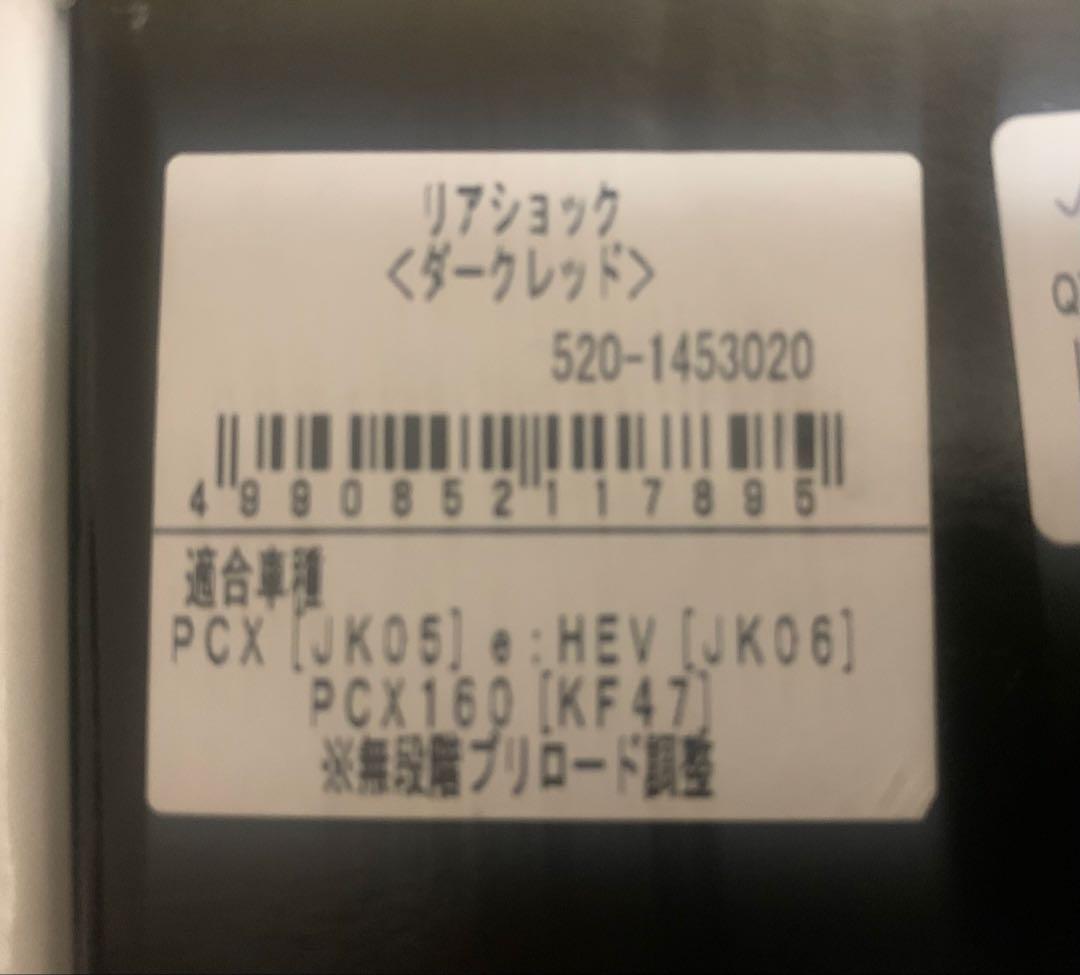 リアショック
<ダークレッド>
520-1453020
4990852117895
適合車種
PCX [JK05] e:HEV [JK06]
PCX160 [KF47]
※無段階プリロード調整